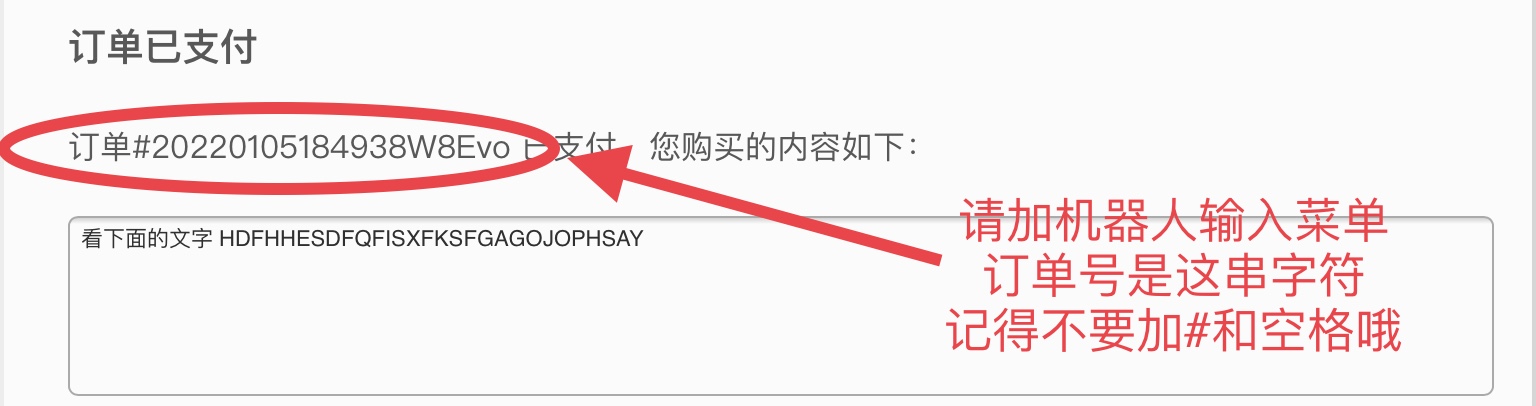 订单已支付
订单#20220105184938W8Evo 已支付，您购买的内容如下：
看下面的文字 HDFHHESDFQFISXFKSFGAGOJOPHSAY
请加机器人输入菜单
订单号是这串字符
记得不要加#和空格哦